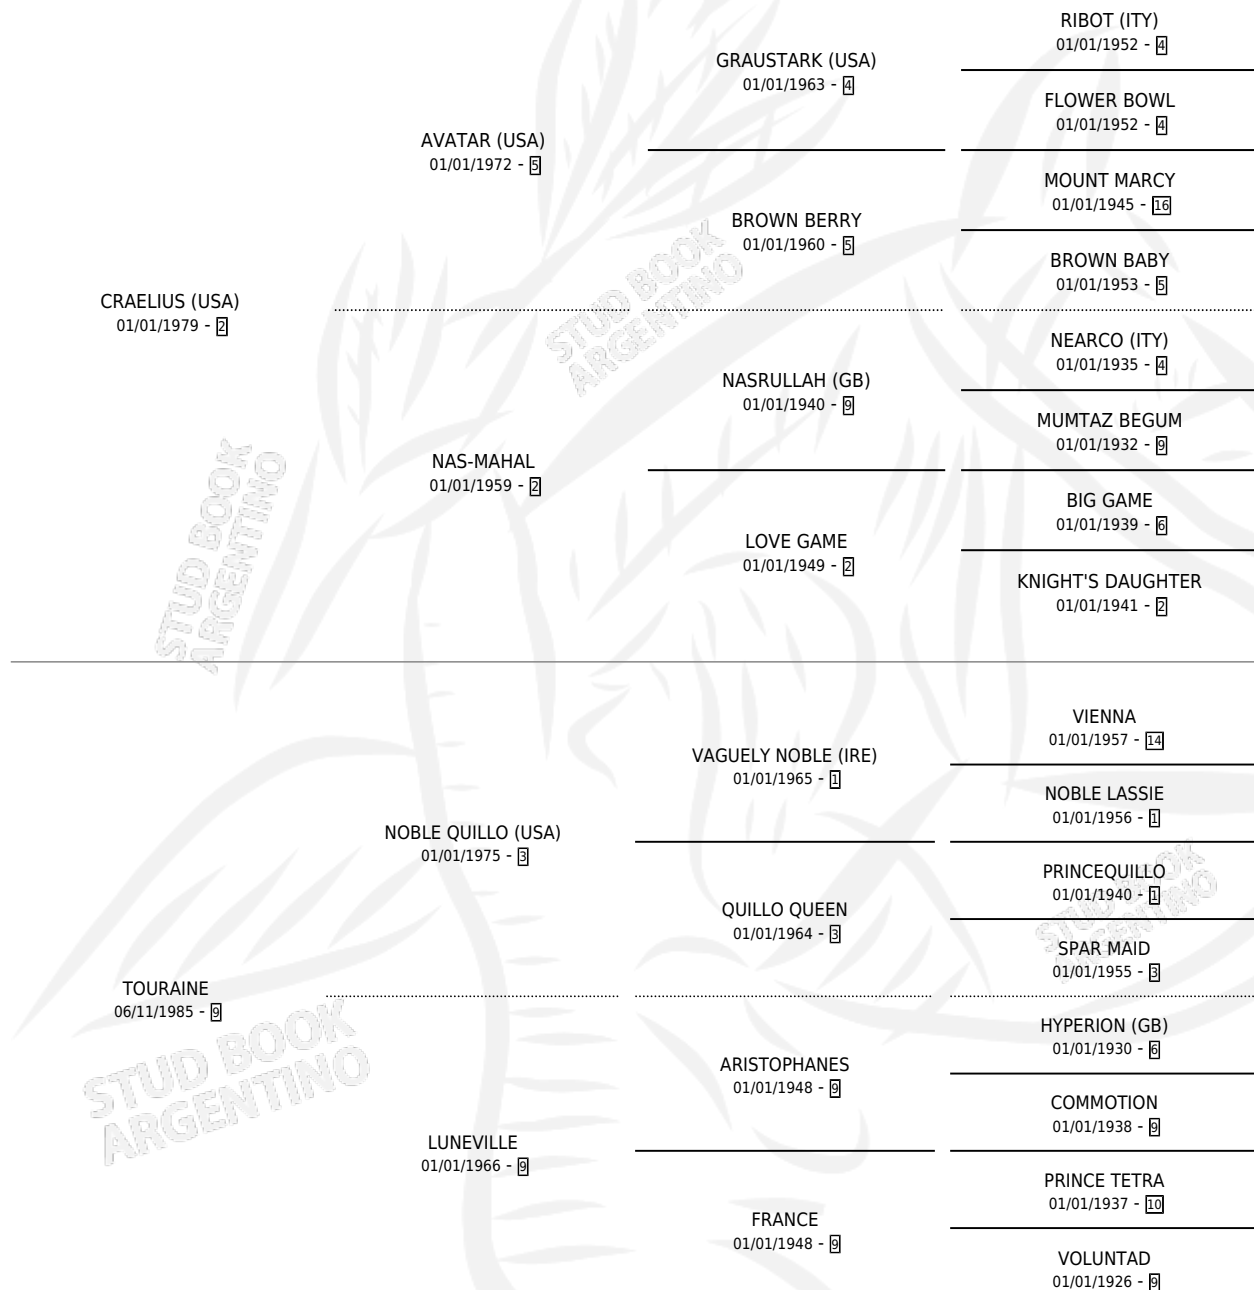 RIBOT (ITY)
01/01/1952 - 4
GRAUSTARK (USA)
01/01/1963 - 4
FLOWER BOWL
01/01/1952 - 4
AVATAR (USA)
01/01/1972 - 5
MOUNT MARCY
01/01/1945 - 16
BROWN BERRY
01/01/1960 - 5
BROWN BABY
01/01/1953 - 5
CRAELIUS (USA)
01/01/1979 - 2
STUD BOOK
ARGENTINO
NEARCO (ITY)
01/01/1935 - 4
NASRULLAH (GB)
01/01/1940 - 9
MUMTAZ BEGUM
01/01/1932 - 9
NAS-MAHAL
01/01/1959 - 2
BIG GAME
01/01/1939 - 6
LOVE GAME
01/01/1949 - 2
KNIGHT'S DAUGHTER
01/01/1941 - 2
STUD BOOK
ARGENTINO
VIENNA
01/01/1957 - 14
VAGUELY NOBLE (IRE)
01/01/1965 - 1
NOBLE LASSIE
01/01/1956 - 1
NOBLE QUILLO (USA)
01/01/1975 - 3
PRINCEQUILLO
01/01/1940 - 1
QUILLO QUEEN
01/01/1964 - 3
STUD BOOK
ARGENTINO
SPAR MAID
01/01/1955 - 3
TOURAINE
06/11/1985 - 9
HYPERION (GB)
01/01/1930 - 6
ARISTOPHANES
01/01/1948 - 9
STUD BOOK
ARGENTINO
COMMOTION
01/01/1938 - 9
LUNEVILLE
01/01/1966 - 9
PRINCE TETRA
01/01/1937 - 10
FRANCE
01/01/1948 - 9
VOLUNTAD
01/01/1926 - 9